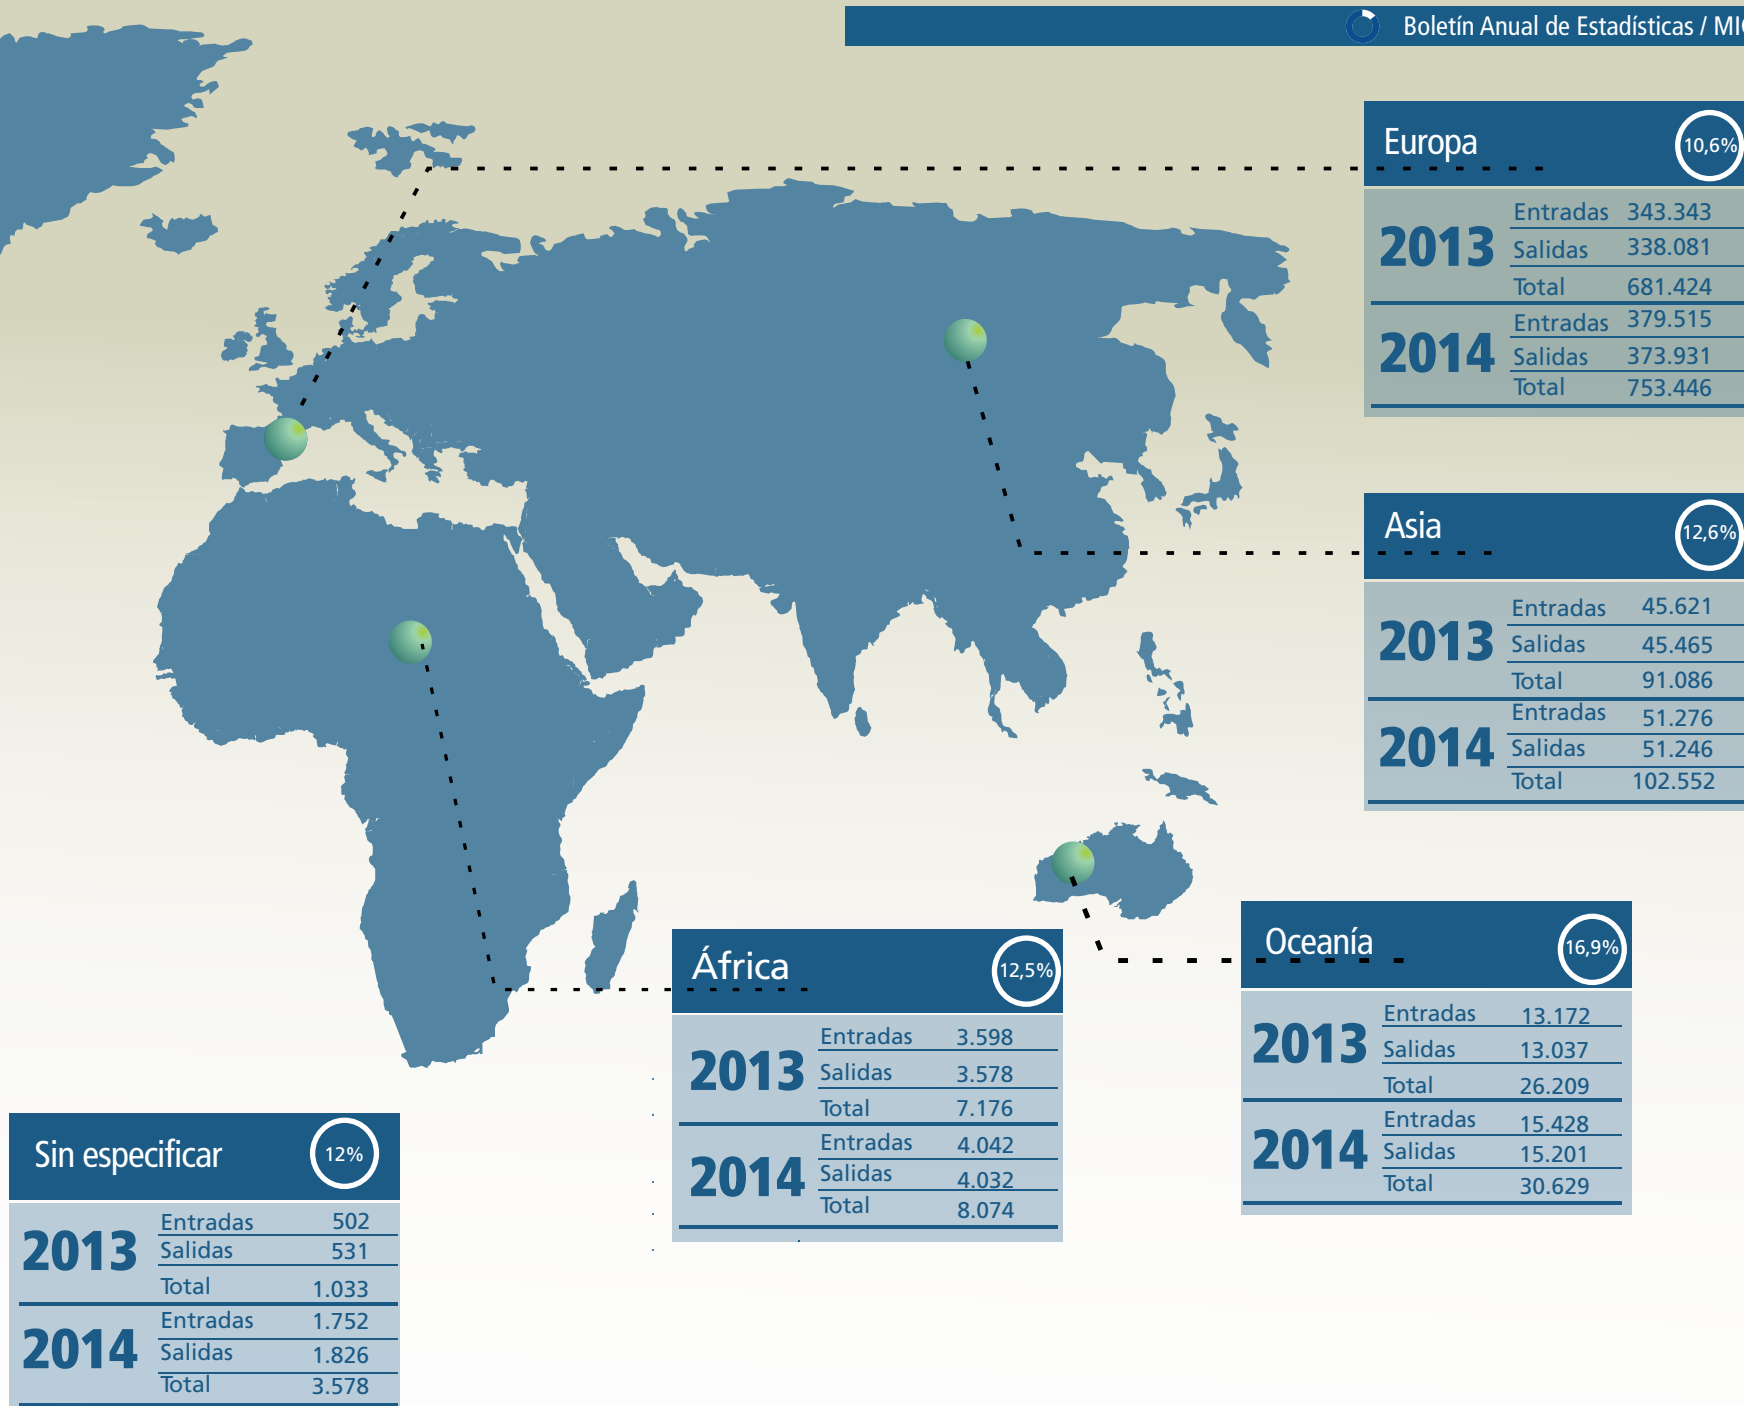 Boletín Anual de Estadísticas /
Europa
10,6%
2013
Entradas 343.343
Salidas 338.081
Total 681.424
2014
Entradas 379.515
Salidas 373.931
Total 753.446
Asia
12,6%
2013
Entradas 45.621
Salidas 45.465
Total 91.086
2014
Entradas 51.276
Salidas 51.246
Total 102.552
Oceanía
16,9%
2013
Entradas 13.172
Salidas 13.037
Total 26.209
2014
Entradas 15.428
Salidas 15.201
Total 30.629
África
12,5%
2013
Entradas 3.598
Salidas 3.578
Total 7.176
2014
Entradas 4.042
Salidas 4.032
Total 8.074
Sin especificar
12%
2013
Entradas 502
Salidas 531
Total 1.033
2014
Entradas 1.752
Salidas 1.826
Total 3.578